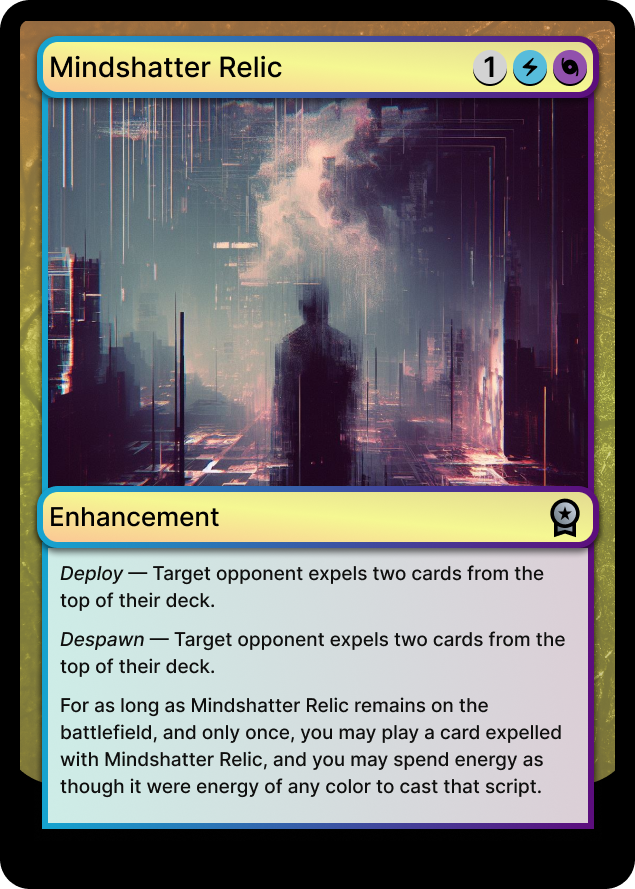 Mindshatter Relic 1
Enhancement
Deploy — Target opponent expels two cards from the
top of their deck.
Despawn — Target opponent expels two cards from the
top of their deck.
For as long as Mindshatter Relic remains on the
battlefield, and only once, you may play a card expelled
with Mindshatter Relic, and you may spend energy as
though it were energy of any color to cast that script.